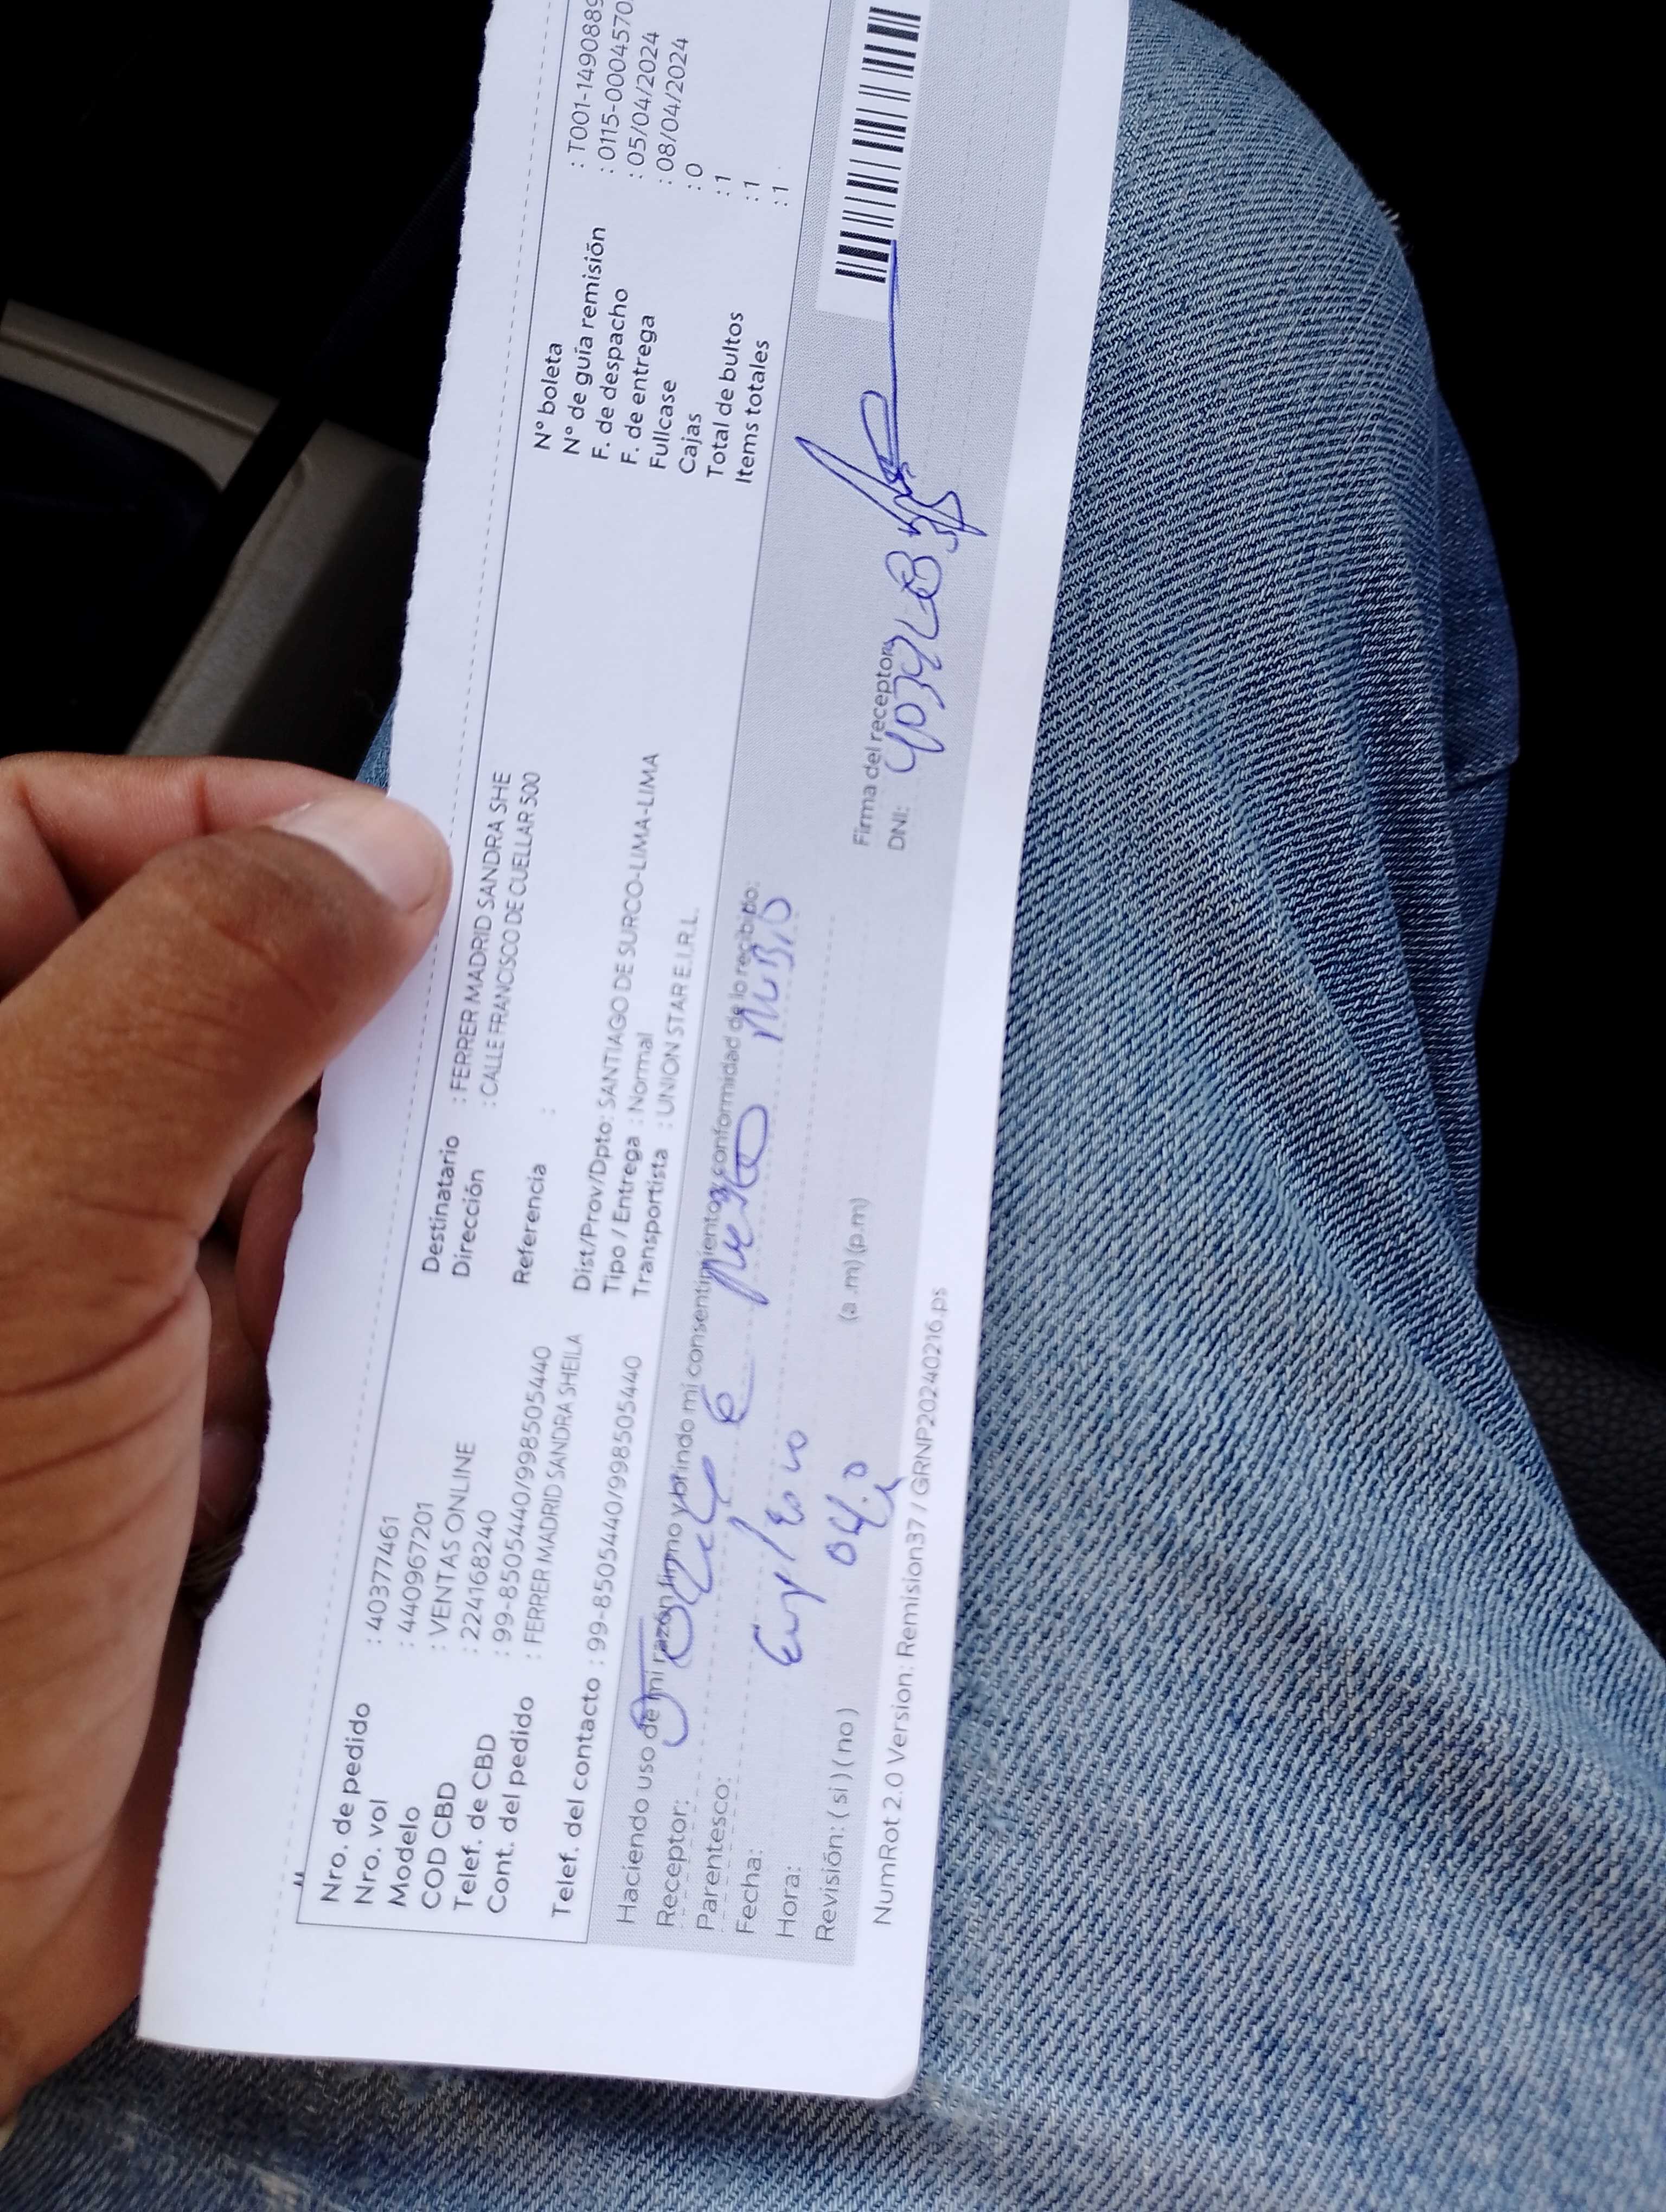 Nro. de pedido : 40377461
Nro. vol : 440967201
Modelo : VENTAS ONLINE
COD CBD : 224168240
Telef. de CBD : 99-8505440/998505440
Cont. del pedido : FERRER MADRID SANDRA SHEILA
Telef. del contacto : 99-8505440/998505440
Destinatario : FERRER MADRID SANDRA SHE
Dirección : CALLE FRANCISCO DE CUELLAR 500
Referencia :
Dist/Prov/Dpto: SANTIAGO DE SURCO-LIMA-LIMA
Tipo / Entrega : Normal
Transportista : UNION STAR E.I.R.L.
N° boleta : T001-1490889
N° de guía remisión : 0115-0004570
F. de despacho : 05/04/2024
F. de entrega : 08/04/2024
Fullcase : 0
Cajas : 1
Total de bultos : 1
Items totales : 1
Haciendo uso de mi razón firmo y brindo mi consentimiento y conformidad de lo recibido:
Receptor:
Parentesco:
Fecha:
Hora: (a.m) (p.m)
Revisión: ( si ) ( no )
Firma del receptor
DNI:
NumRot 2.0 Version: Remision37 / GRNP20240216.ps